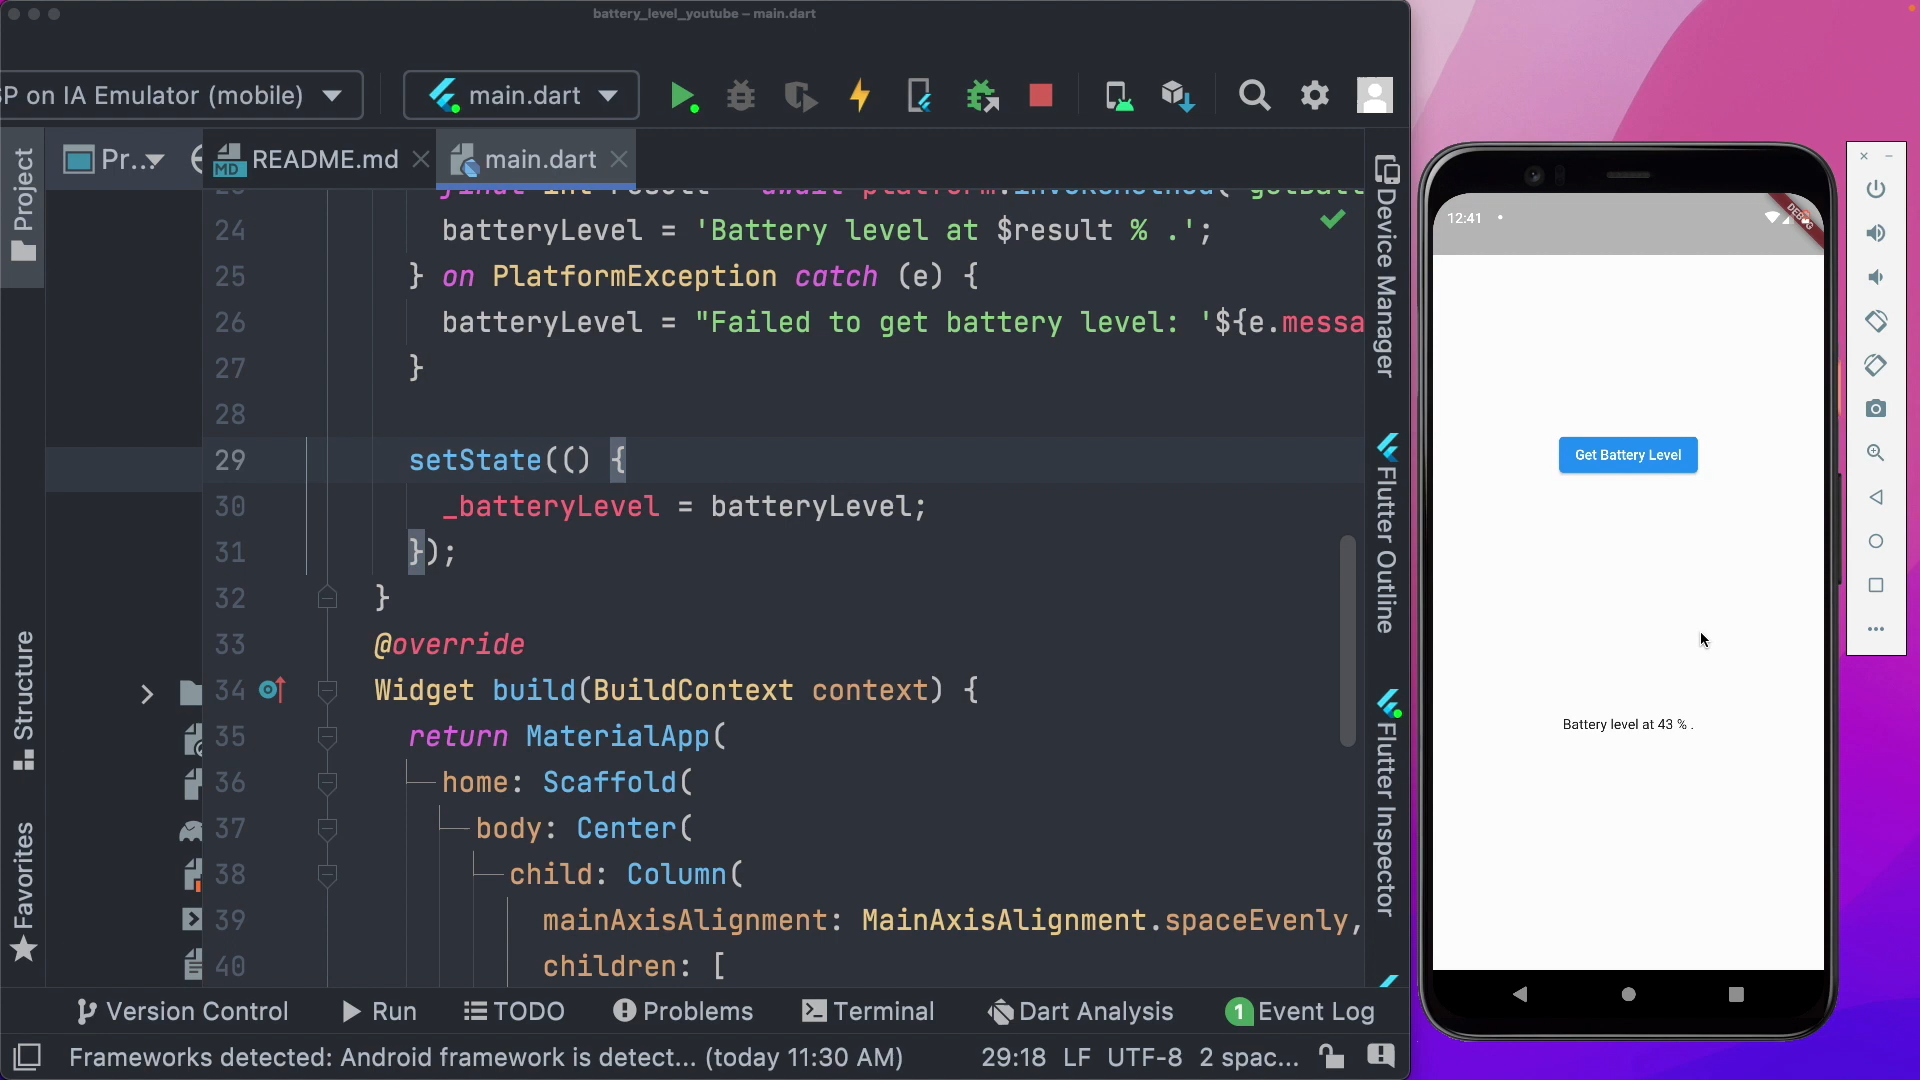 battery_level_youtube – main.dart
SP on IA Emulator (mobile)
main.dart
Project
Pr...
README.md
main.dart
24 batteryLevel = 'Battery level at $result % .';
25 } on PlatformException catch (e) {
26 batteryLevel = "Failed to get battery level: '${e.messa
27 }
28
29 setState(() {
30 _batteryLevel = batteryLevel;
31 });
32 }
33 @override
34 Widget build(BuildContext context) {
35 return MaterialApp(
36 home: Scaffold(
37 body: Center(
38 child: Column(
39 mainAxisAlignment: MainAxisAlignment.spaceEvenly,
40 children: [
Structure
Favorites
Device Manager
Flutter Outline
Flutter Inspector
Version Control
Run
TODO
Problems
Terminal
Dart Analysis
1 Event Log
Frameworks detected: Android framework is detect... (today 11:30 AM)
29:18 LF UTF-8 2 spac...
12:41
DEBUG
Get Battery Level
Battery level at 43 % .